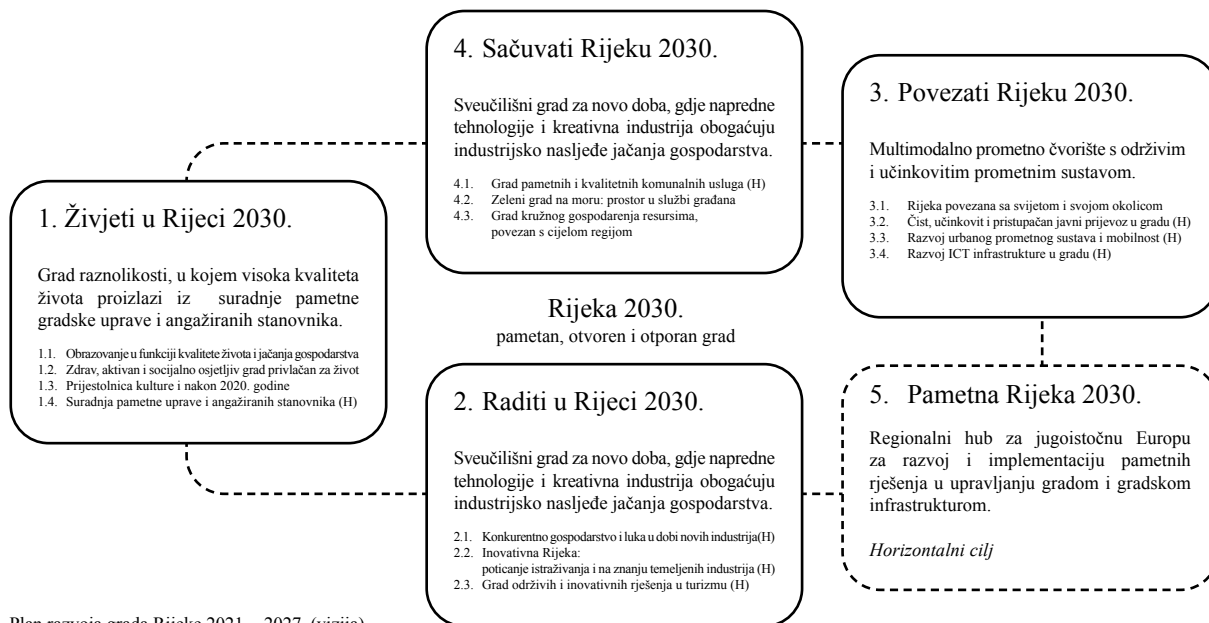 4. Sačuvati Rijeku 2030.
Sveučilišni grad za novo doba, gdje napredne
tehnologije i kreativna industrija obogaćuju
industrijsko nasljeđe jačanja gospodarstva.
4.1. Grad pametnih i kvalitetnih komunalnih usluga (H)
4.2. Zeleni grad na moru: prostor u službi građana
4.3. Grad kružnog gospodarenja resursima,
povezan s cijelom regijom
3. Povezati Rijeku 2030.
Multimodalno prometno čvorište s održivim
i učinkovitim prometnim sustavom.
3.1. Rijeka povezana sa svijetom i svojom okolicom
3.2. Čist, učinkovit i pristupačan javni prijevoz u gradu (H)
3.3. Razvoj urbanog prometnog sustava i mobilnost (H)
3.4. Razvoj ICT infrastrukture u gradu (H)
1. Živjeti u Rijeci 2030.
Grad raznolikosti, u kojem visoka kvaliteta
života proizlazi iz suradnje pametne
gradske uprave i angažiranih stanovnika.
1.1. Obrazovanje u funkciji kvalitete života i jačanja gospodarstva
1.2. Zdrav, aktivan i socijalno osjetljiv grad privlačan za život
1.3. Prijestolnica kulture i nakon 2020. godine
1.4. Suradnja pametne uprave i angažiranih stanovnika (H)
Rijeka 2030.
pametan, otvoren i otporan grad
2. Raditi u Rijeci 2030.
Sveučilišni grad za novo doba, gdje napredne
tehnologije i kreativna industrija obogaćuju
industrijsko nasljeđe jačanja gospodarstva.
2.1. Konkurentno gospodarstvo i luka u dobi novih industrija(H)
2.2. Inovativna Rijeka:
poticanje istraživanja i na znanju temeljenih industrija (H)
2.3. Grad održivih i inovativnih rješenja u turizmu (H)
5. Pametna Rijeka 2030.
Regionalni hub za jugoistočnu Europu
za razvoj i implementaciju pametnih
rješenja u upravljanju gradom i gradskom
infrastrukturom.
Horizontalni cilj
Plan razvoja grada Rijeke 2021. - 2027. (vizija)